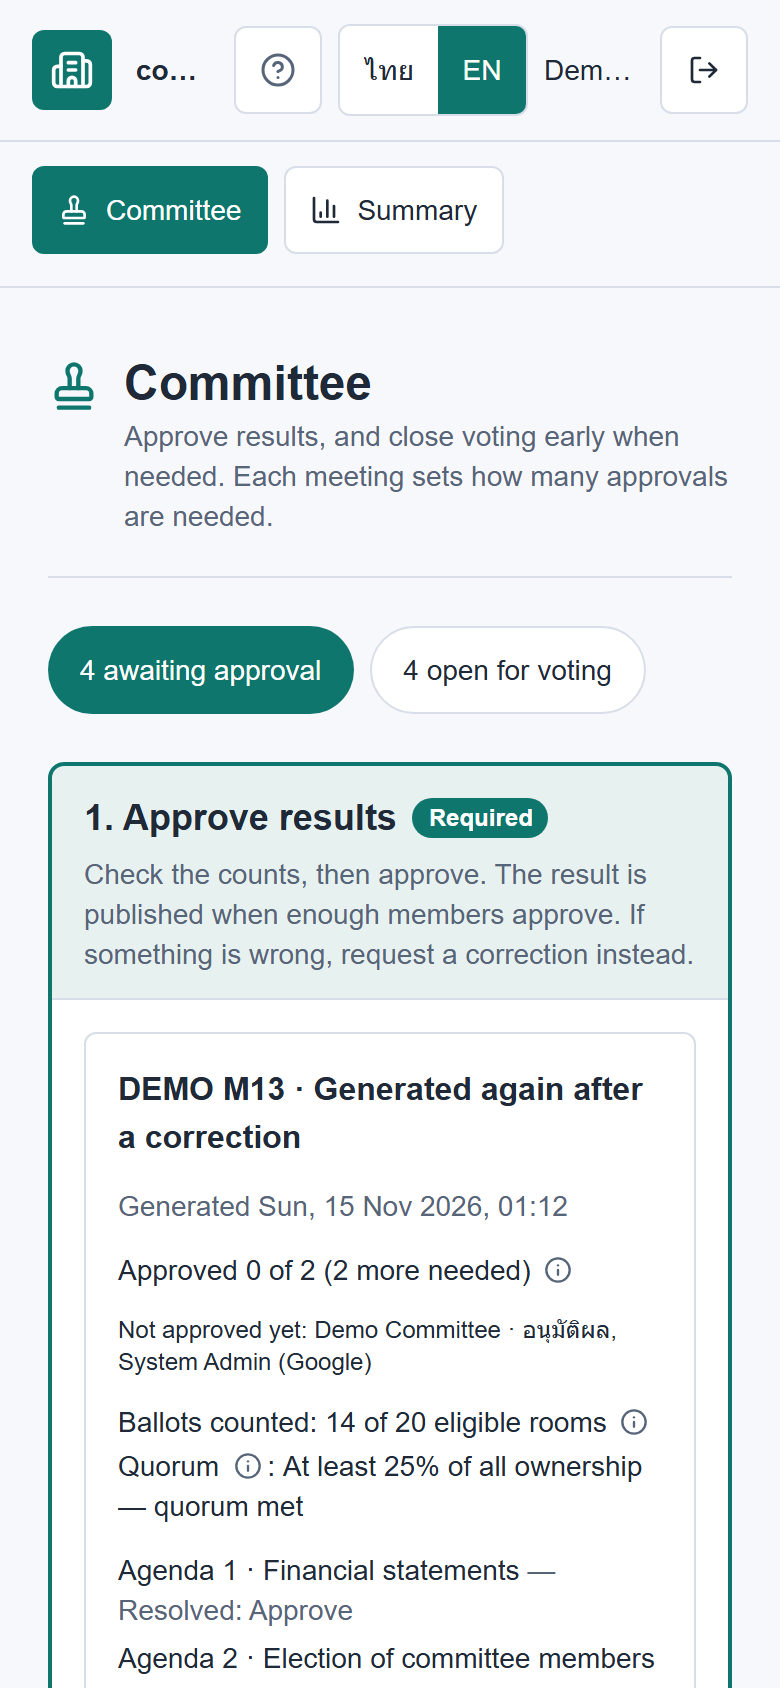 co...
ไทย
EN
Dem...
Committee
Summary
Committee
Approve results, and close voting early when
needed. Each meeting sets how many approvals
are needed.
4 awaiting approval
4 open for voting
1. Approve results
Required
Check the counts, then approve. The result is
published when enough members approve. If
something is wrong, request a correction instead.
DEMO M13 · Generated again after
a correction
Generated Sun, 15 Nov 2026, 01:12
Approved 0 of 2 (2 more needed)
Not approved yet: Demo Committee · อนุมัติผล,
System Admin (Google)
Ballots counted: 14 of 20 eligible rooms
Quorum : At least 25% of all ownership
— quorum met
Agenda 1 · Financial statements —
Resolved: Approve
Agenda 2 · Election of committee members